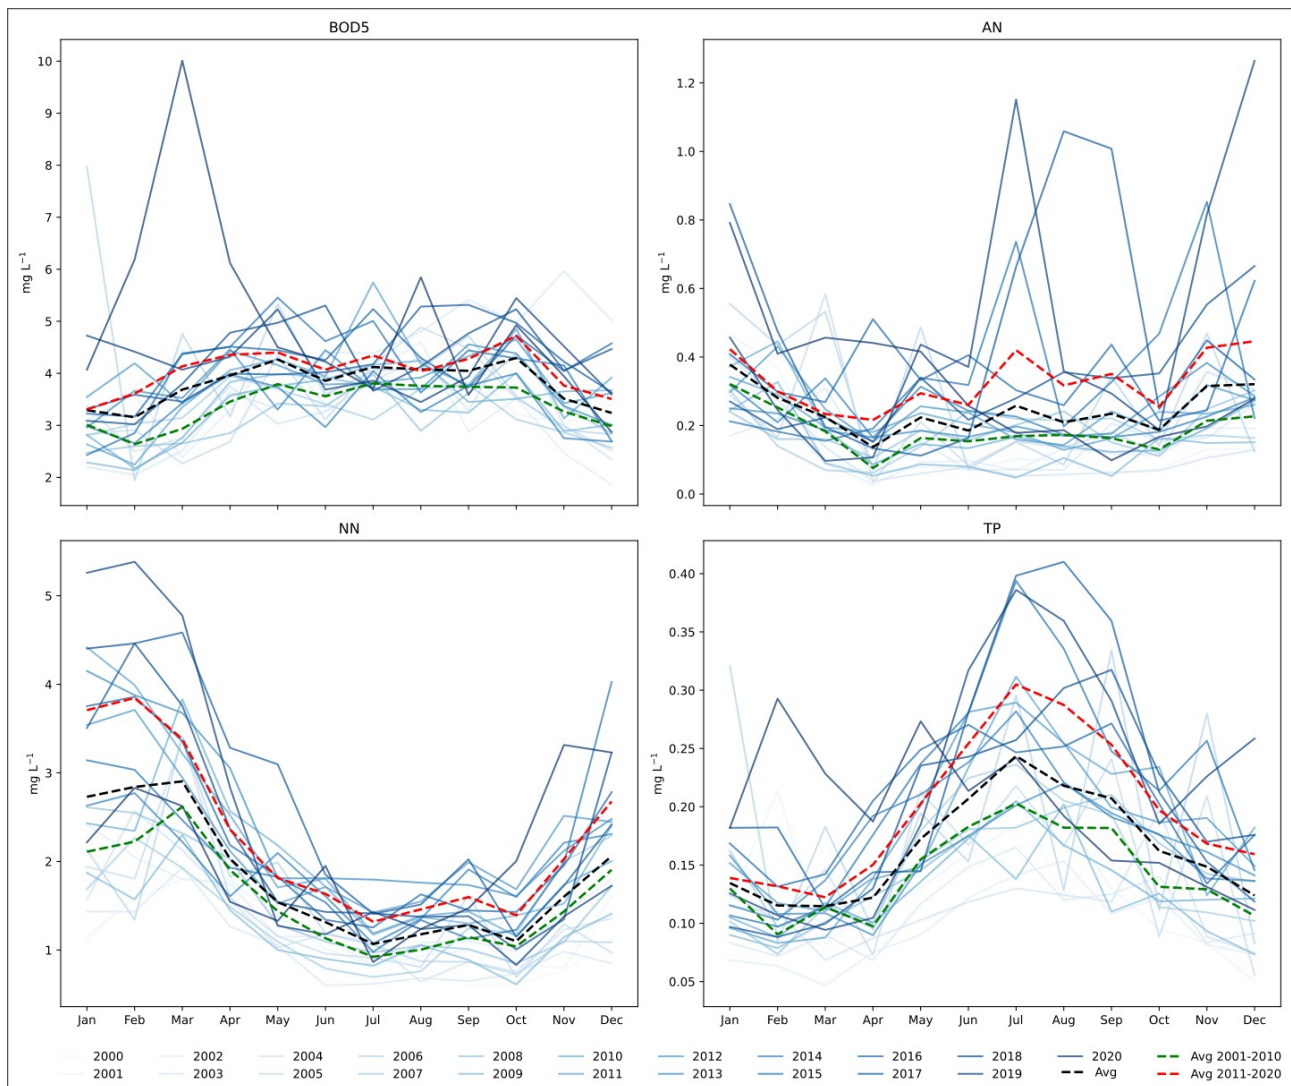 BOD5
AN
10
9
8
7
6
5
4
3
2
mg L⁻¹
1.2
1.0
0.8
0.6
0.4
0.2
0.0
mg L⁻¹
NN
TP
5
4
3
2
1
mg L⁻¹
0.40
0.35
0.30
0.25
0.20
0.15
0.10
0.05
mg L⁻¹
Jan Feb Mar Apr May Jun Jul Aug Sep Oct Nov Dec
Jan Feb Mar Apr May Jun Jul Aug Sep Oct Nov Dec
2000 2002 2004 2006 2008 2010 2012 2014 2016 2018 2020 Avg 2001-2010
2001 2003 2005 2007 2009 2011 2013 2015 2017 2019 Avg Avg 2011-2020